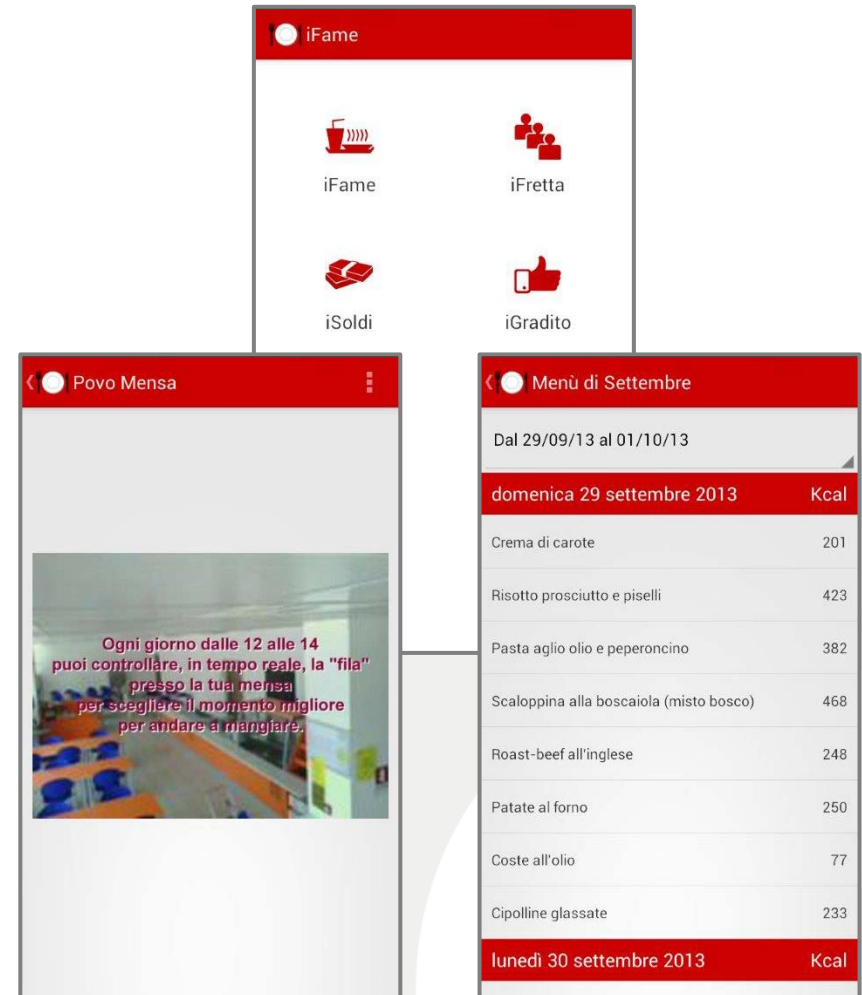 iFame
iFame
iFretta
iSoldi
iGradito
Povo Mensa
Ogni giorno dalle 12 alle 14
puoi controllare, in tempo reale, la "fila"
presso la tua mensa
per scegliere il momento migliore
per andare a mangiare.
Menù di Settembre
Dal 29/09/13 al 01/10/13
domenica 29 settembre 2013 Kcal
Crema di carote 201
Risotto prosciutto e piselli 423
Pasta aglio olio e peperoncino 382
Scaloppina alla boscaiola (misto bosco) 468
Roast-beef all'inglese 248
Patate al forno 250
Coste all'olio 77
Cipolline glassate 233
lunedì 30 settembre 2013 Kcal